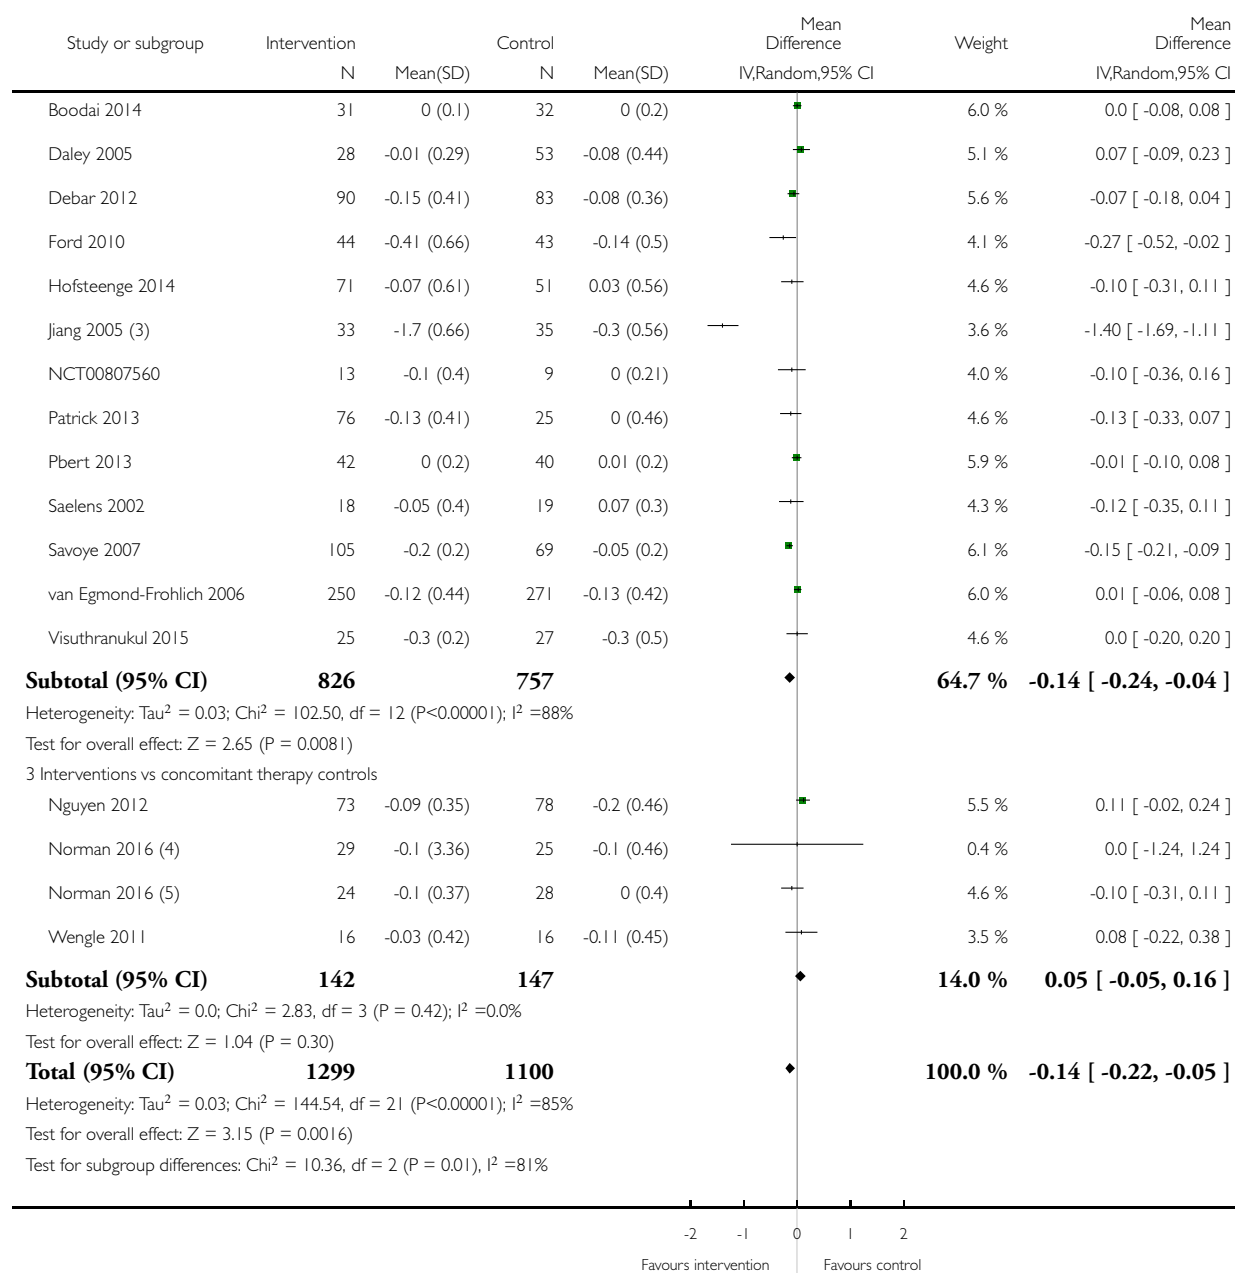 Mean Mean
Study or subgroup Intervention Control Difference Weight Difference
N Mean(SD) N Mean(SD) IV,Random,95% CI IV,Random,95% CI
Boodai 2014 31 0 (0.1) 32 0 (0.2) 6.0 % 0.0 [ -0.08, 0.08 ]
Daley 2005 28 -0.01 (0.29) 53 -0.08 (0.44) 5.1 % 0.07 [ -0.09, 0.23 ]
Debar 2012 90 -0.15 (0.41) 83 -0.08 (0.36) 5.6 % -0.07 [ -0.18, 0.04 ]
Ford 2010 44 -0.41 (0.66) 43 -0.14 (0.5) 4.1 % -0.27 [ -0.52, -0.02 ]
Hofsteenge 2014 71 -0.07 (0.61) 51 0.03 (0.56) 4.6 % -0.10 [ -0.31, 0.11 ]
Jiang 2005 (3) 33 -1.7 (0.66) 35 -0.3 (0.56) 3.6 % -1.40 [ -1.69, -1.11 ]
NCT00807560 13 -0.1 (0.4) 9 0 (0.21) 4.0 % -0.10 [ -0.36, 0.16 ]
Patrick 2013 76 -0.13 (0.41) 25 0 (0.46) 4.6 % -0.13 [ -0.33, 0.07 ]
Pbert 2013 42 0 (0.2) 40 0.01 (0.2) 5.9 % -0.01 [ -0.10, 0.08 ]
Saelens 2002 18 -0.05 (0.4) 19 0.07 (0.3) 4.3 % -0.12 [ -0.35, 0.11 ]
Savoye 2007 105 -0.2 (0.2) 69 -0.05 (0.2) 6.1 % -0.15 [ -0.21, -0.09 ]
van Egmond-Frohlich 2006 250 -0.12 (0.44) 271 -0.13 (0.42) 6.0 % 0.01 [ -0.06, 0.08 ]
Visuthranukul 2015 25 -0.3 (0.2) 27 -0.3 (0.5) 4.6 % 0.0 [ -0.20, 0.20 ]
Subtotal (95% CI) 826 757 64.7 % -0.14 [ -0.24, -0.04 ]
Heterogeneity: Tau² = 0.03; Chi² = 102.50, df = 12 (P<0.00001); I² =88%
Test for overall effect: Z = 2.65 (P = 0.0081)
3 Interventions vs concomitant therapy controls
Nguyen 2012 73 -0.09 (0.35) 78 -0.2 (0.46) 5.5 % 0.11 [ -0.02, 0.24 ]
Norman 2016 (4) 29 -0.1 (3.36) 25 -0.1 (0.46) 0.4 % 0.0 [ -1.24, 1.24 ]
Norman 2016 (5) 24 -0.1 (0.37) 28 0 (0.4) 4.6 % -0.10 [ -0.31, 0.11 ]
Wengle 2011 16 -0.03 (0.42) 16 -0.11 (0.45) 3.5 % 0.08 [ -0.22, 0.38 ]
Subtotal (95% CI) 142 147 14.0 % 0.05 [ -0.05, 0.16 ]
Heterogeneity: Tau² = 0.0; Chi² = 2.83, df = 3 (P = 0.42); I² =0.0%
Test for overall effect: Z = 1.04 (P = 0.30)
Total (95% CI) 1299 1100 100.0 % -0.14 [ -0.22, -0.05 ]
Heterogeneity: Tau² = 0.03; Chi² = 144.54, df = 21 (P<0.00001); I² =85%
Test for overall effect: Z = 3.15 (P = 0.0016)
Test for subgroup differences: Chi² = 10.36, df = 2 (P = 0.01), I² =81%
-2 -1 0 1 2
Favours intervention Favours control